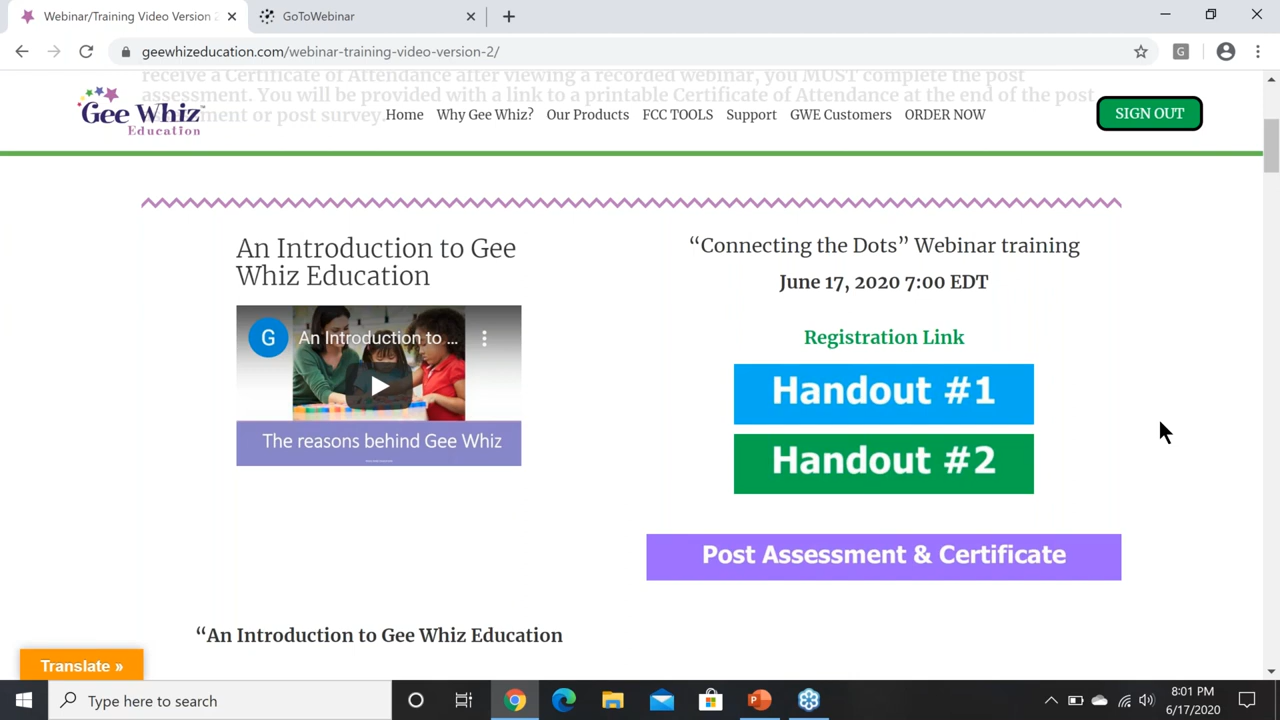 Webinar/Training Video Version 2
GoToWebinar
geewhizeducation.com/webinar-training-video-version-2/
receive a Certificate of Attendance after viewing a recorded webinar, you MUST complete the post
assessment. You will be provided with a link to a printable Certificate of Attendance at the end of the post
assessment or post survey.
Gee Whiz
Education
Home
Why Gee Whiz?
Our Products
FCC TOOLS
Support
GWE Customers
ORDER NOW
SIGN OUT
An Introduction to Gee
Whiz Education
G
An Introduction to ...
The reasons behind Gee Whiz
“Connecting the Dots” Webinar training
June 17, 2020 7:00 EDT
Registration Link
Handout #1
Handout #2
Post Assessment & Certificate
“An Introduction to Gee Whiz Education
Translate »
Type here to search
8:01 PM
6/17/2020